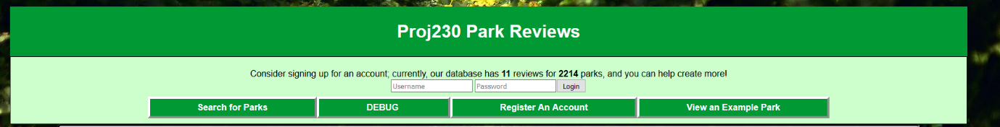 Proj230 Park Reviews
Consider signing up for an account; currently, our database has 11 reviews for 2214 parks, and you can help create more!
Username Password Login
Search for Parks DEBUG Register An Account View an Example Park